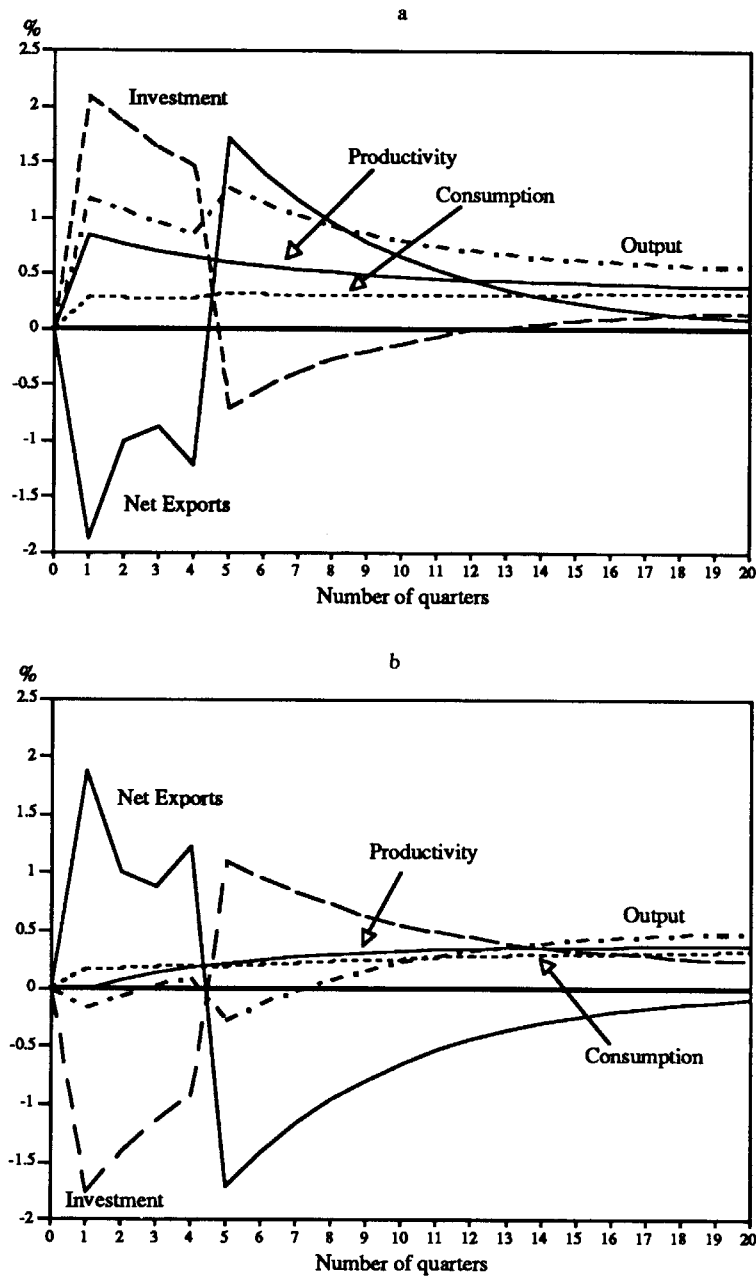 a
%
2.5
2
1.5
1
0.5
0
-0.5
-1
-1.5
-2
Investment
Productivity
Consumption
Output
Net Exports
0 1 2 3 4 5 6 7 8 9 10 11 12 13 14 15 16 17 18 19 20
Number of quarters
b
%
2.5
2
1.5
1
0.5
0
-0.5
-1
-1.5
-2
Net Exports
Productivity
Output
Consumption
Investment
0 1 2 3 4 5 6 7 8 9 10 11 12 13 14 15 16 17 18 19 20
Number of quarters